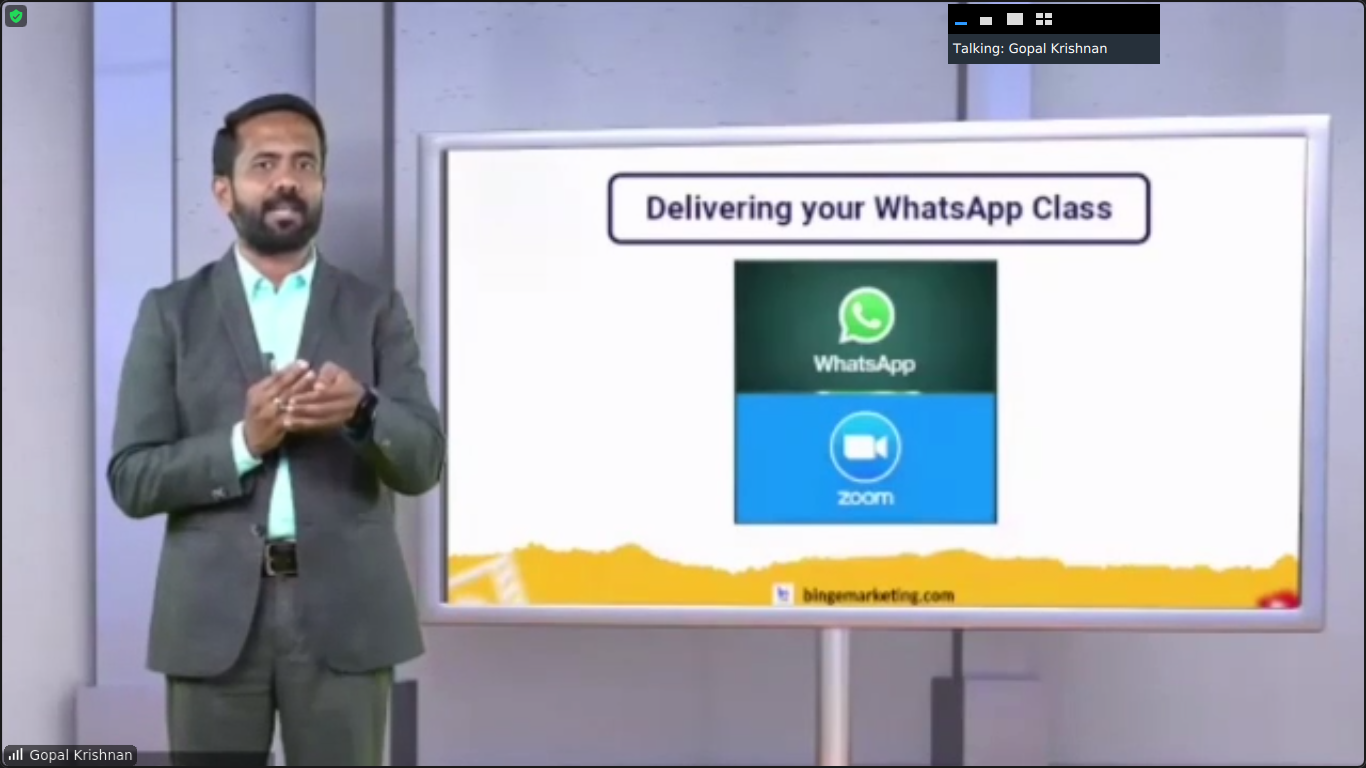 Talking: Gopal Krishnan
Delivering your WhatsApp Class
WhatsApp
zoom
bingemarketing.com
Gopal Krishnan